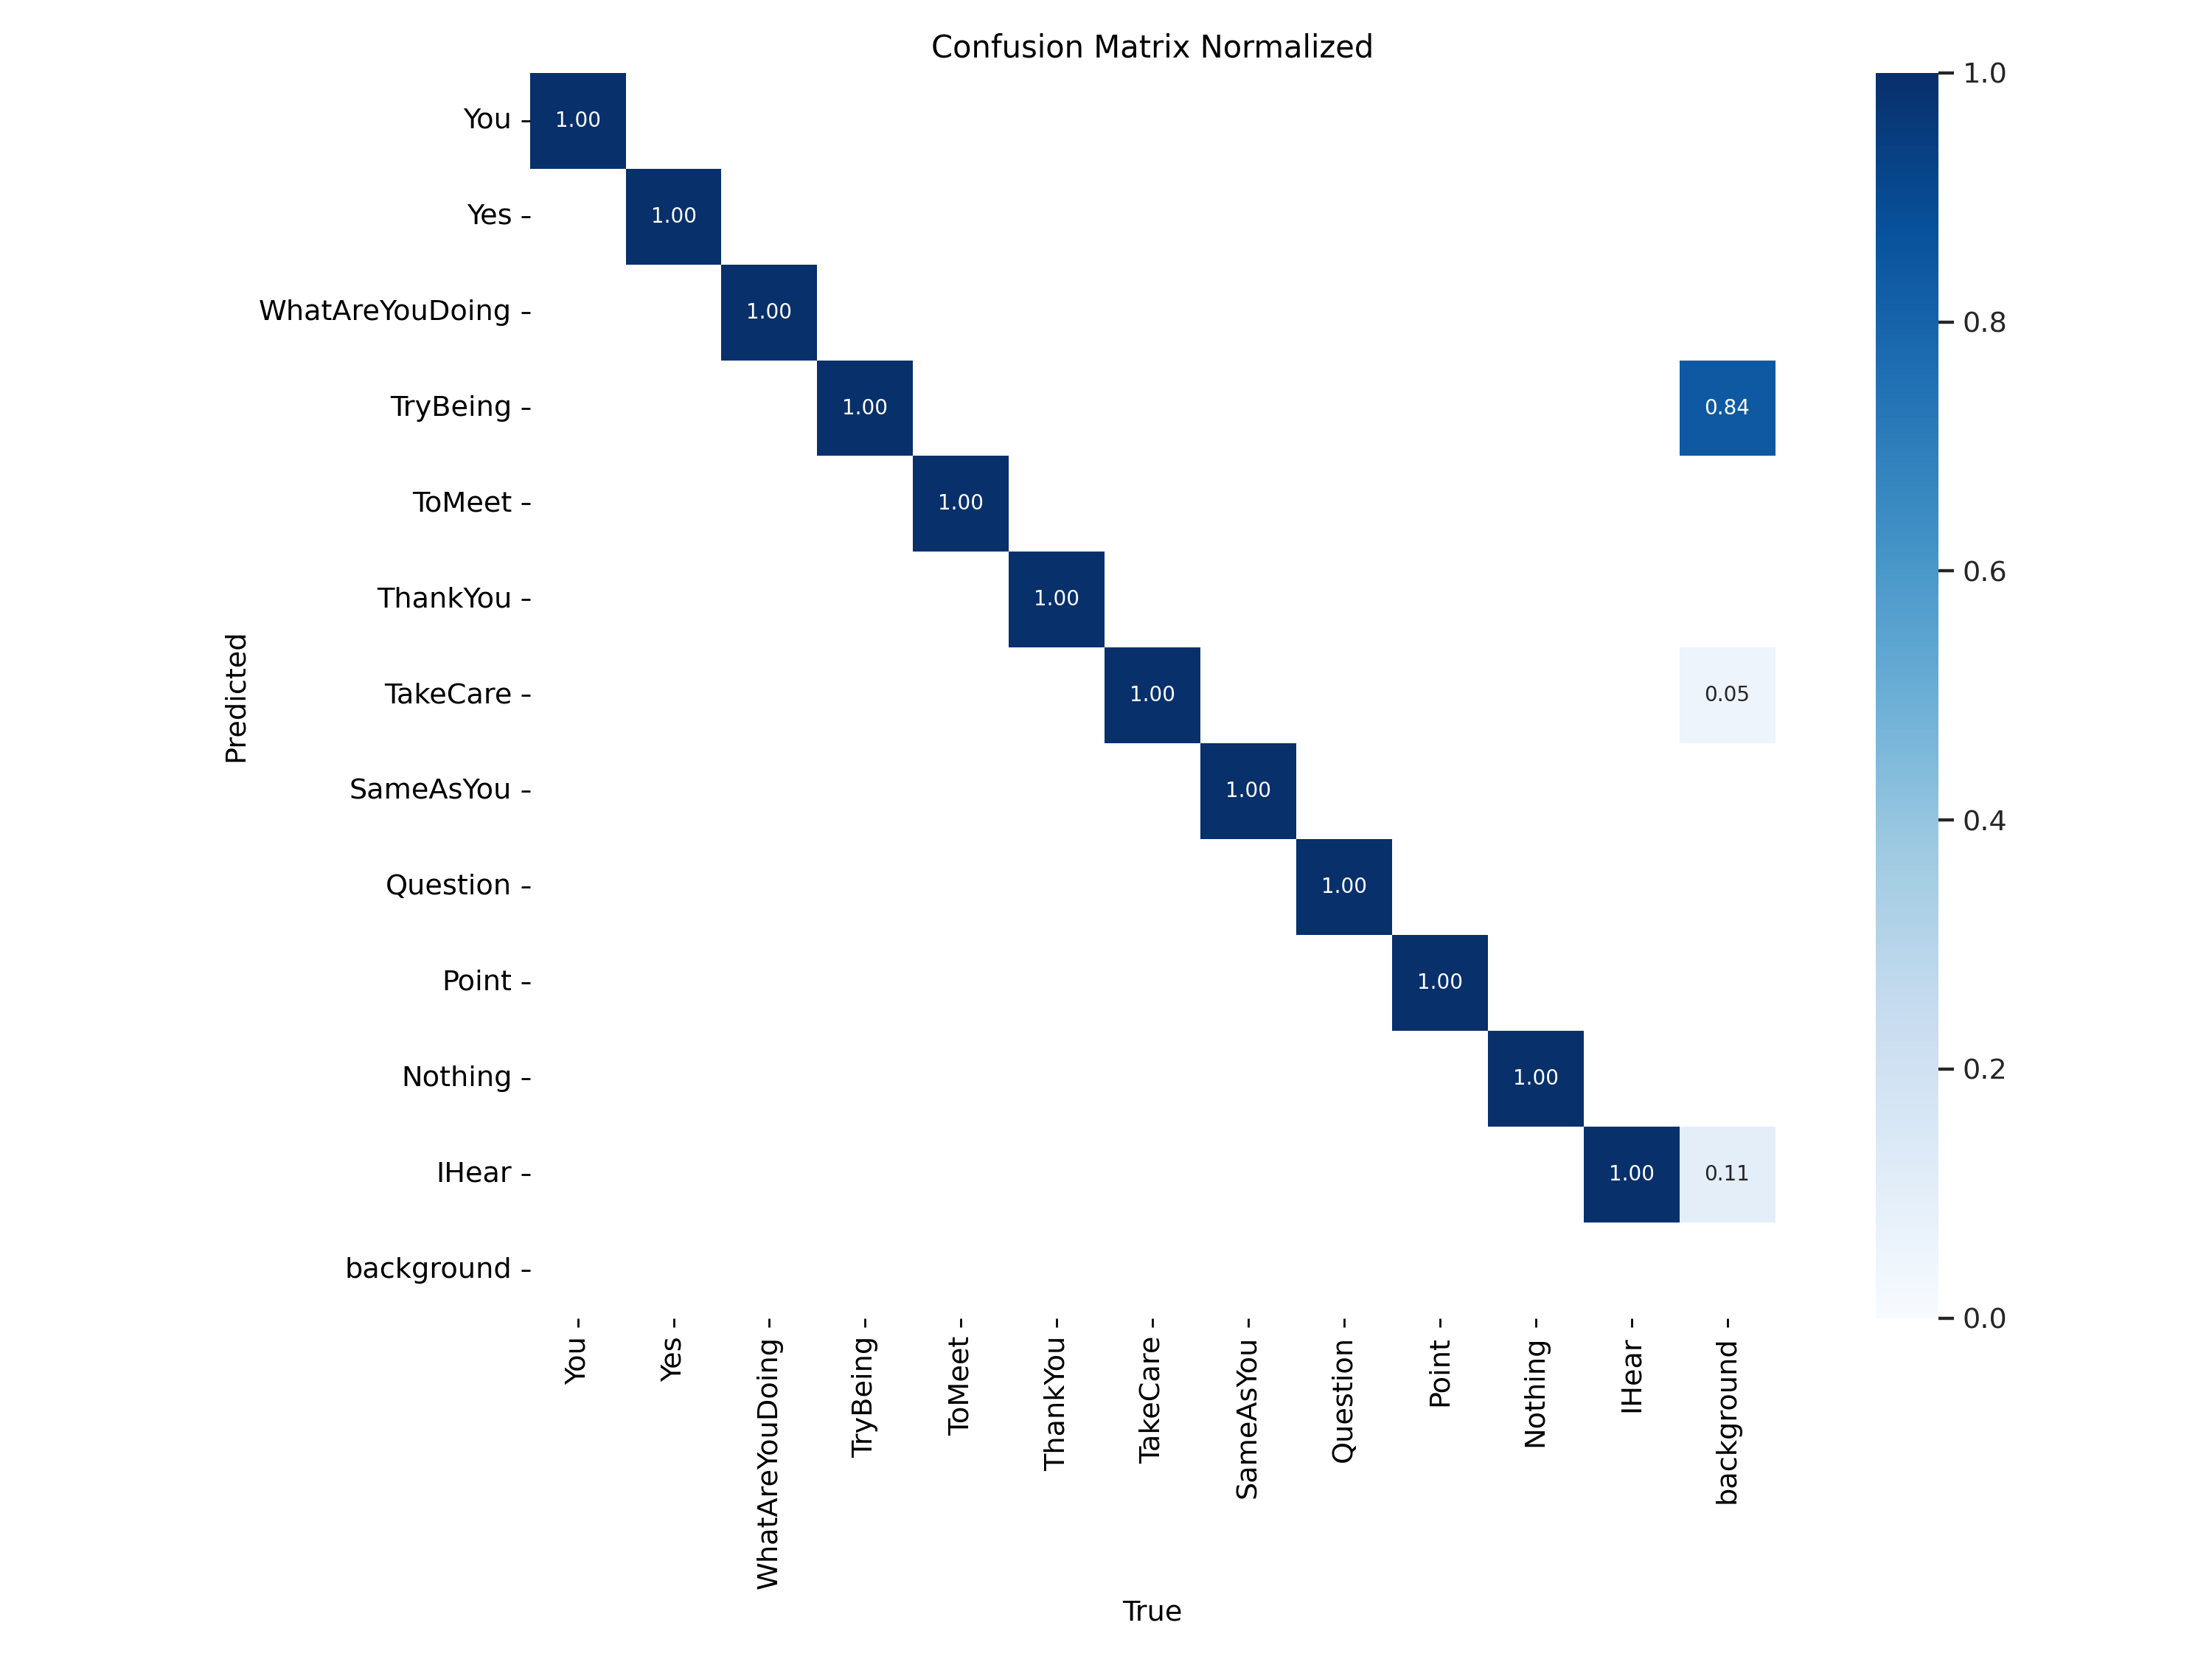 Confusion Matrix Normalized
You
1.00
Yes
1.00
WhatAreYouDoing
1.00
TryBeing
1.00
0.84
ToMeet
1.00
ThankYou
1.00
TakeCare
1.00
0.05
SameAsYou
1.00
Question
1.00
Point
1.00
Nothing
1.00
IHear
1.00
0.11
background
Predicted
You
Yes
WhatAreYouDoing
TryBeing
ToMeet
ThankYou
TakeCare
SameAsYou
Question
Point
Nothing
IHear
background
True
1.0
0.8
0.6
0.4
0.2
0.0